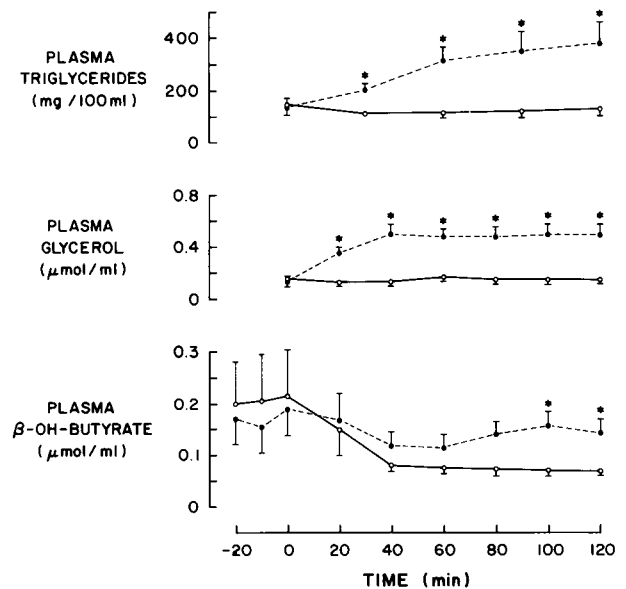 PLASMA
TRIGLYCERIDES
(mg/100ml)
400
200
0
* * * *
PLASMA
GLYCEROL
(μmol/ml)
0.8
0.4
0
* * * * * *
PLASMA
β-OH-BUTYRATE
(μmol/ml)
0.3
0.2
0.1
0
* *
-20 0 20 40 60 80 100 120
TIME (min)